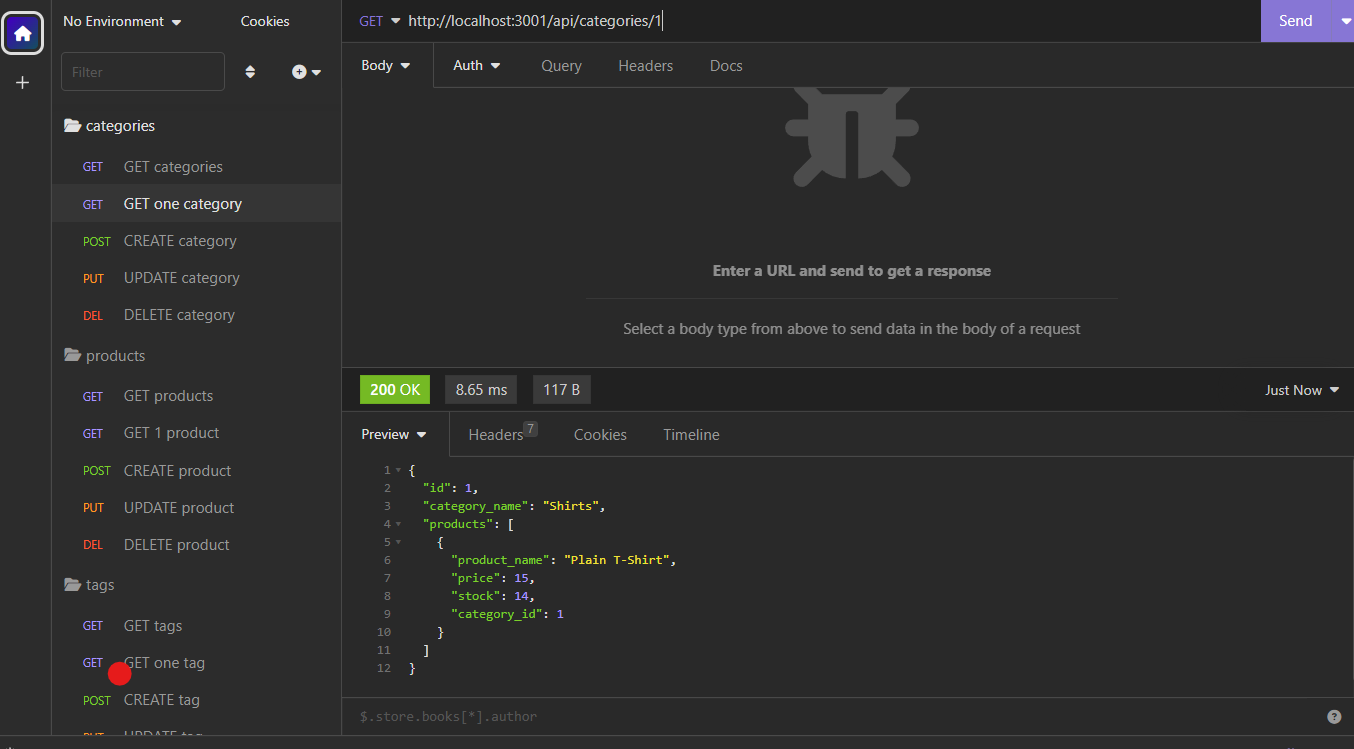 No Environment
Cookies
GET http://localhost:3001/api/categories/1
Send
Filter
Body
Auth
Query
Headers
Docs
categories
GET GET categories
GET GET one category
POST CREATE category
PUT UPDATE category
DEL DELETE category
products
GET GET products
GET GET 1 product
POST CREATE product
PUT UPDATE product
DEL DELETE product
tags
GET GET tags
GET GET one tag
POST CREATE tag
PUT UPDATE tag
Enter a URL and send to get a response
Select a body type from above to send data in the body of a request
200 OK
8.65 ms
117 B
Just Now
Preview
Headers 7
Cookies
Timeline
1 {
2 "id": 1,
3 "category_name": "Shirts",
4 "products": [
5 {
6 "product_name": "Plain T-Shirt",
7 "price": 15,
8 "stock": 14,
9 "category_id": 1
10 }
11 ]
12 }
$.store.books[*].author
?